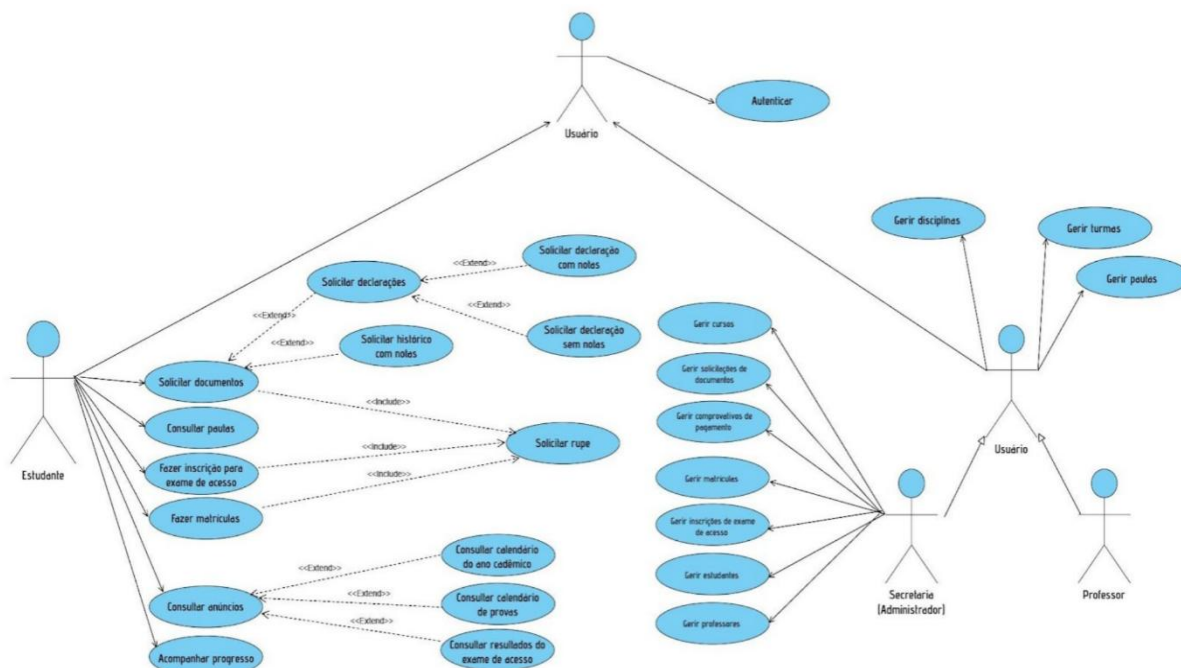 Autenticar
Usuário
Gerir disciplinas
Gerir turmas
Gerir pautas
Solicitar declaração
com notas
<<Extend>>
Solicitar declarações
<<Extend>>
<<Extend>>
Solicitar declaração
sem notas
Solicitar histórico
com notas
<<Extend>>
Solicitar documentos
<<Include>>
Consultar pautas
<<Include>>
Solicitar rupe
Estudante
Fazer inscrição para
exame de acesso
<<Include>>
Fazer matrículas
Gerir cursos
Gerir solicitações de
documentos
Gerir comprovativos de
pagamento
Gerir matrículas
Gerir inscrições de exame
de acesso
Gerir estudantes
Gerir professores
Usuário
Secretaria
(Administrador)
Professor
Consultar calendário
do ano cadêmico
<<Extend>>
Consultar anúncios
<<Extend>>
Consultar calendário
de provas
<<Extend>>
Consultar resultados do
exame de acesso
Acompanhar progresso